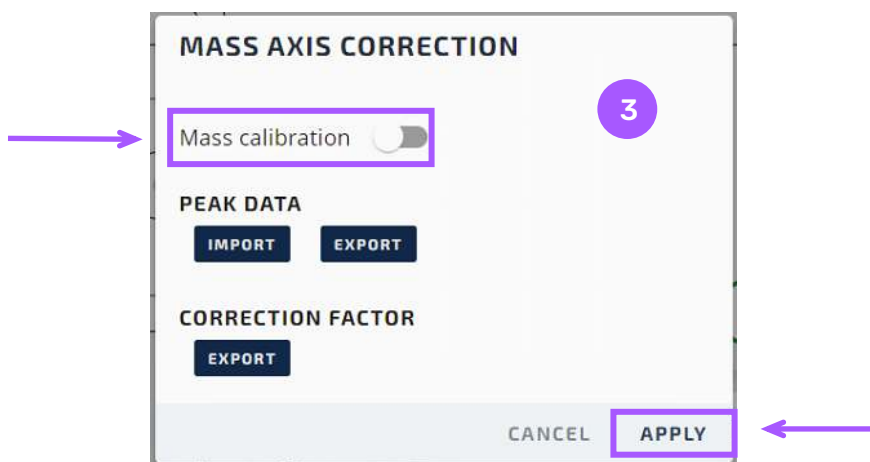 MASS AXIS CORRECTION
3
Mass calibration
PEAK DATA
IMPORT EXPORT
CORRECTION FACTOR
EXPORT
CANCEL APPLY